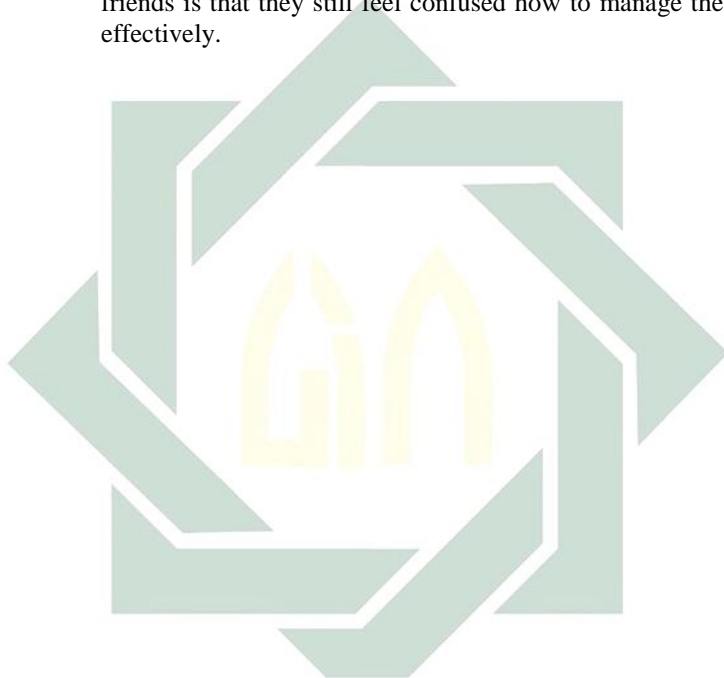 friends is that they still feel confused how to manage the
effectively.